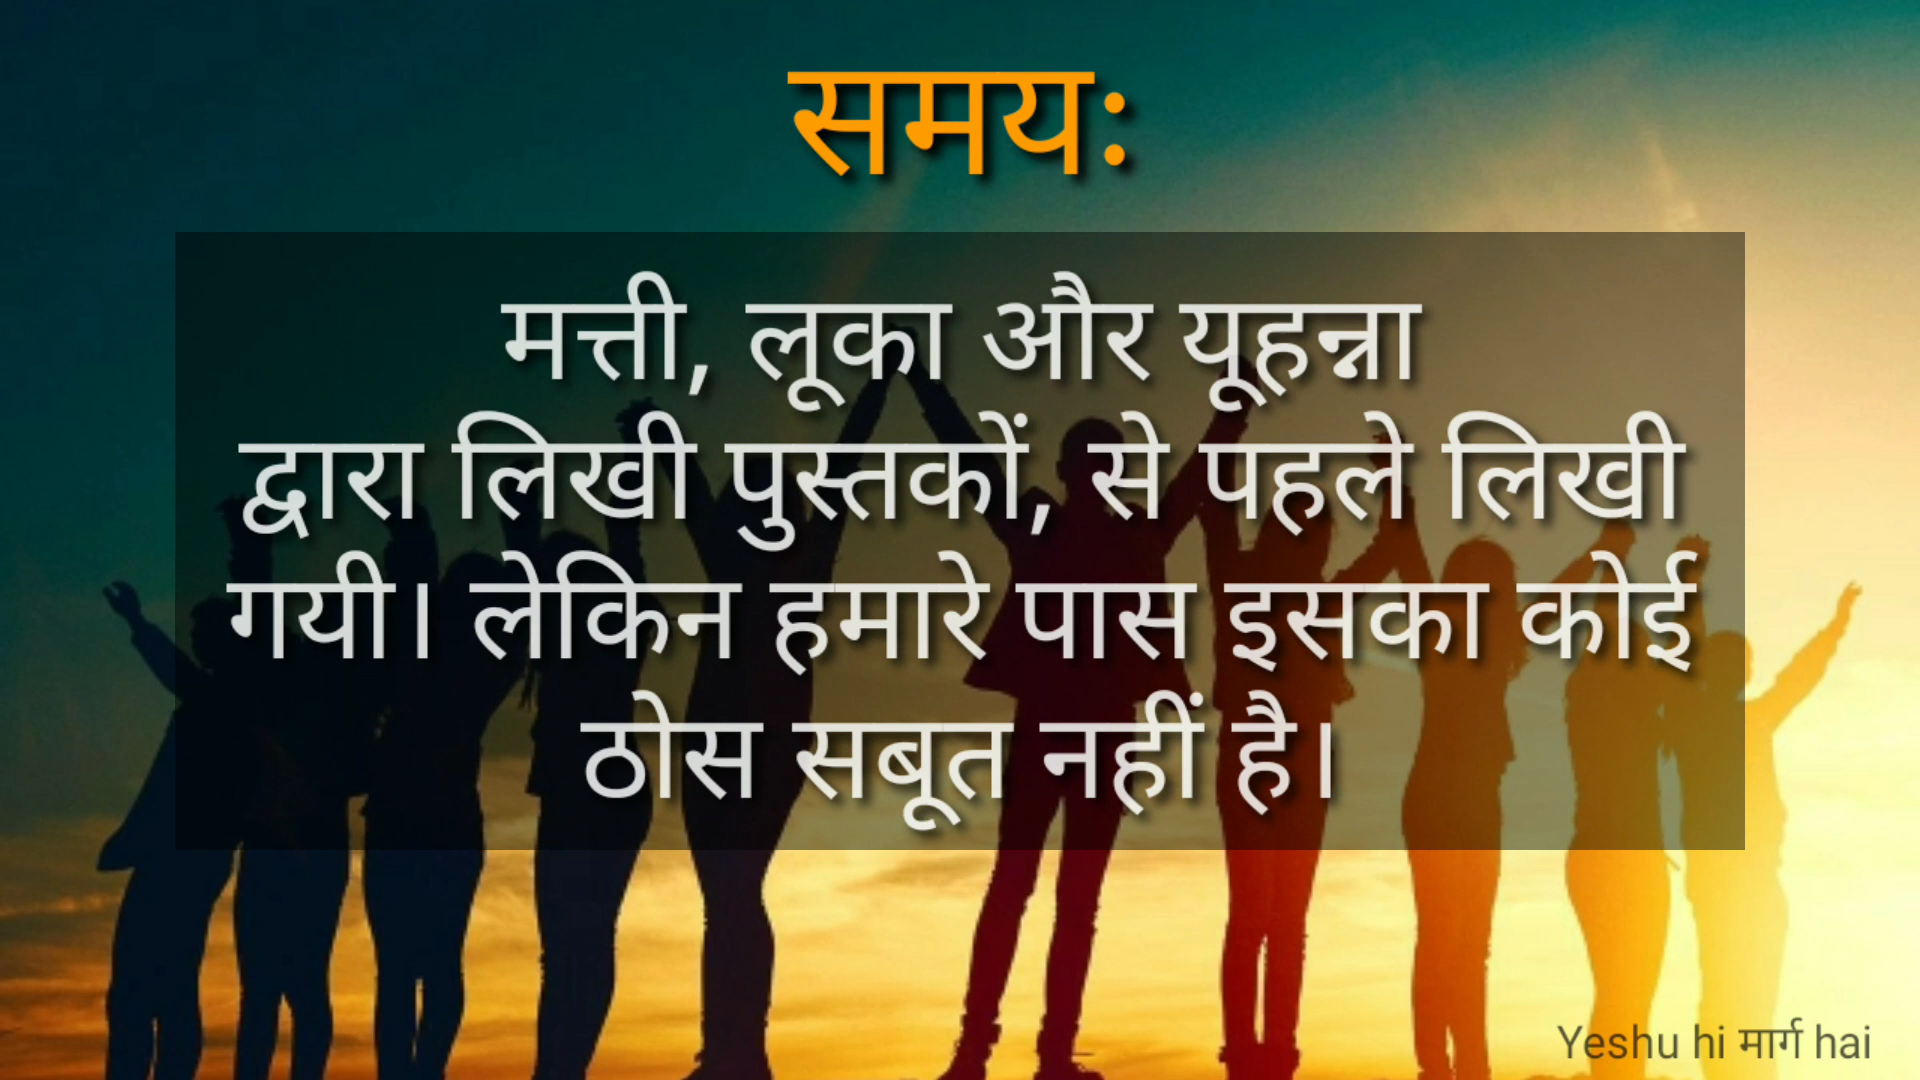 समयः
मत्ती, लूका और यूहन्ना
द्वारा लिखी पुस्तकों, से पहले लिखी
गयी। लेकिन हमारे पास इसका कोई
ठोस सबूत नहीं है।
Yeshu hi मार्ग hai